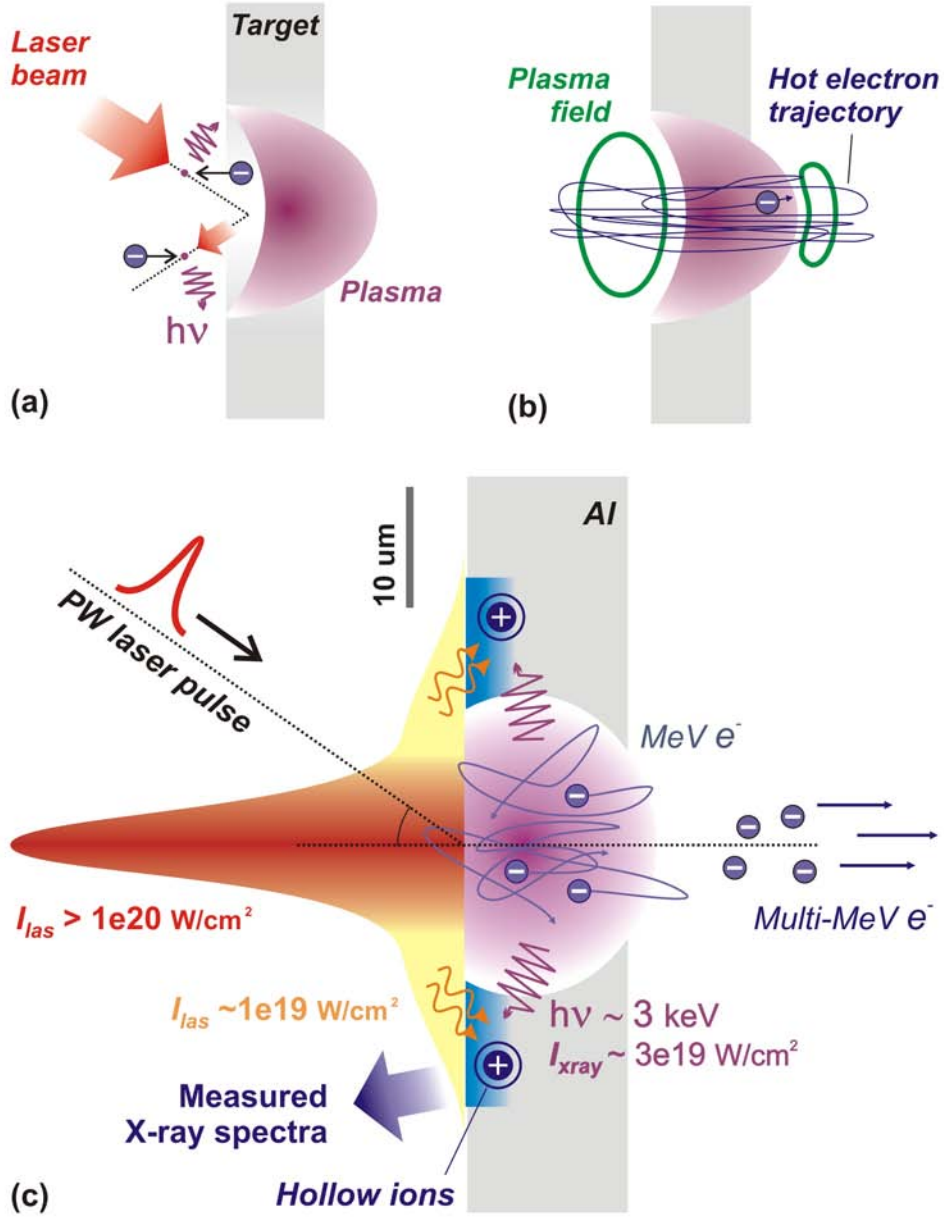 Target
Laser
beam
Plasma
hν
(a)
Plasma
field
Hot electron
trajectory
(b)
Al
10 um
PW laser pulse
MeV e⁻
I_las > 1e20 W/cm²
Multi-MeV e⁻
I_las ~1e19 W/cm²
hν ~ 3 keV
I_xray ~ 3e19 W/cm²
Measured
X-ray spectra
Hollow ions
(c)